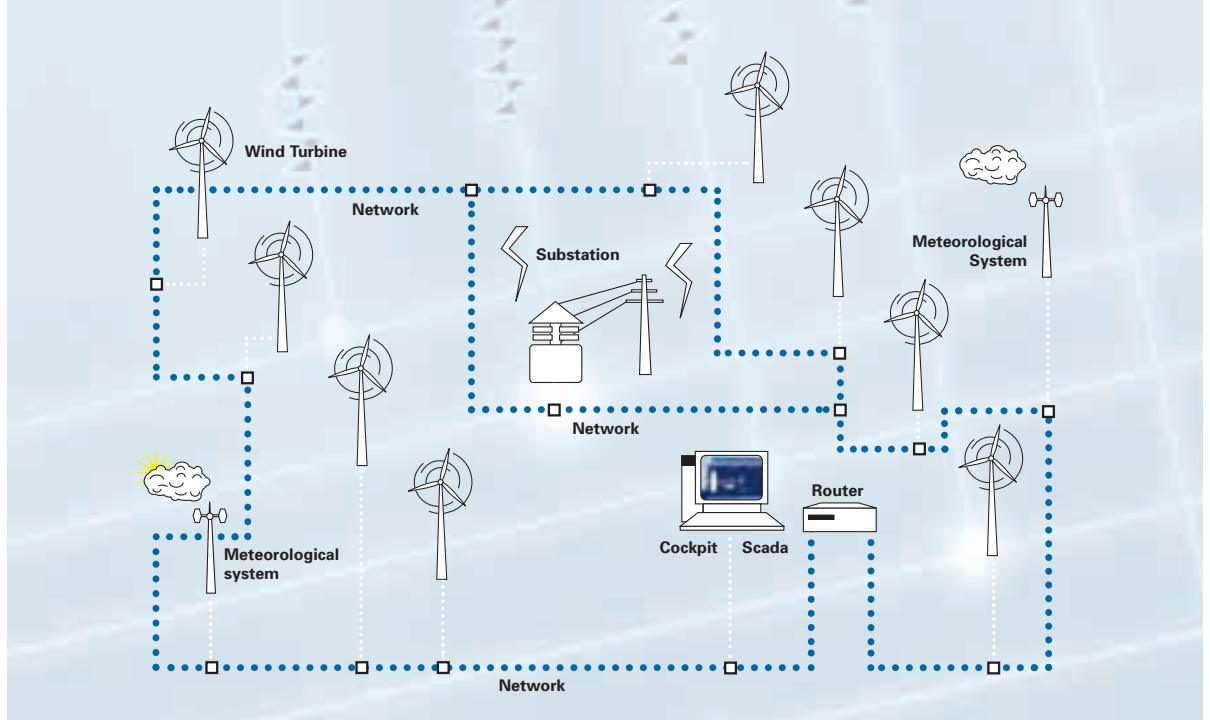 Wind Turbine
Network
Substation
Meteorological
System
Network
Router
Cockpit Scada
Meteorological
system
Network